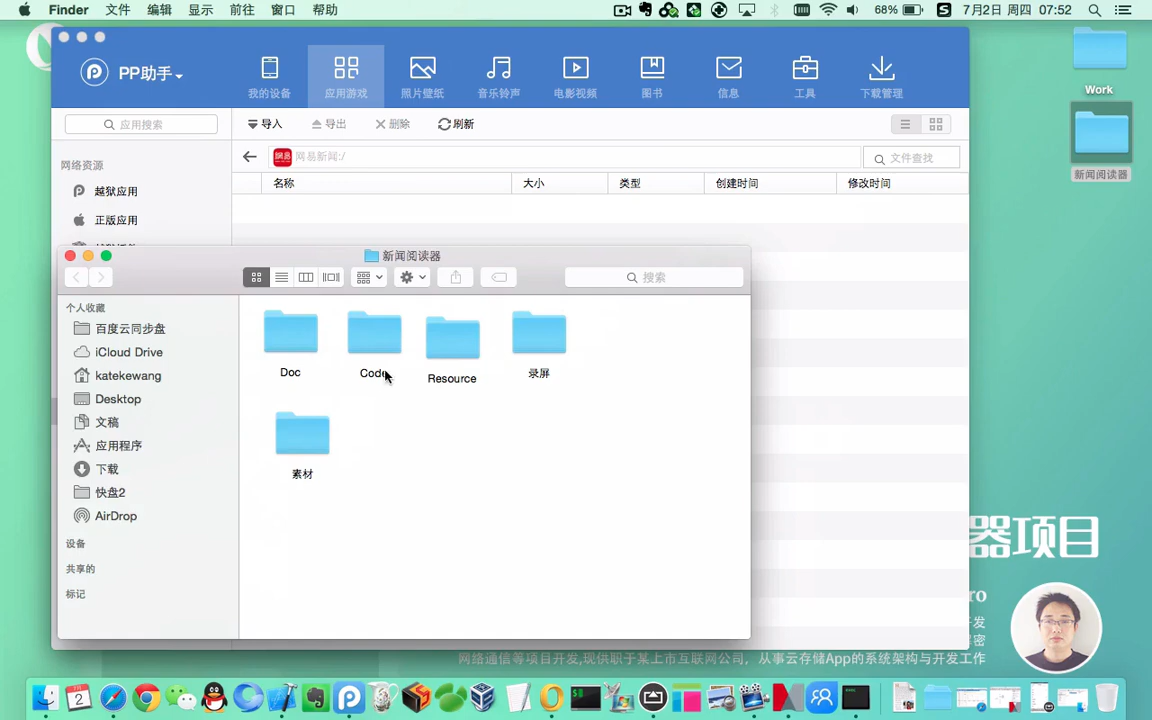 Finder 文件 编辑 显示 前往 窗口 帮助 68% 7月2日 周四 07:52
PP助手
我的设备 应用游戏 照片壁纸 音乐铃声 电影视频 图书 信息 工具 下载管理
应用搜索 导入 导出 删除 刷新
网络资源
網易 网易新闻:/ 文件查找
名称 大小 类型 创建时间 修改时间
越狱应用
正版应用
Work
新闻阅读器
新闻阅读器
搜索
个人收藏
百度云同步盘
iCloud Drive
katekewang
Desktop
文稿
应用程序
下载
快盘2
AirDrop
设备
共享的
标记
Doc Code Resource 录屏
素材
器项目
ro
发
密
网络通信等项目开发,现供职于某上市互联网公司，从事云存储App的系统架构与开发工作